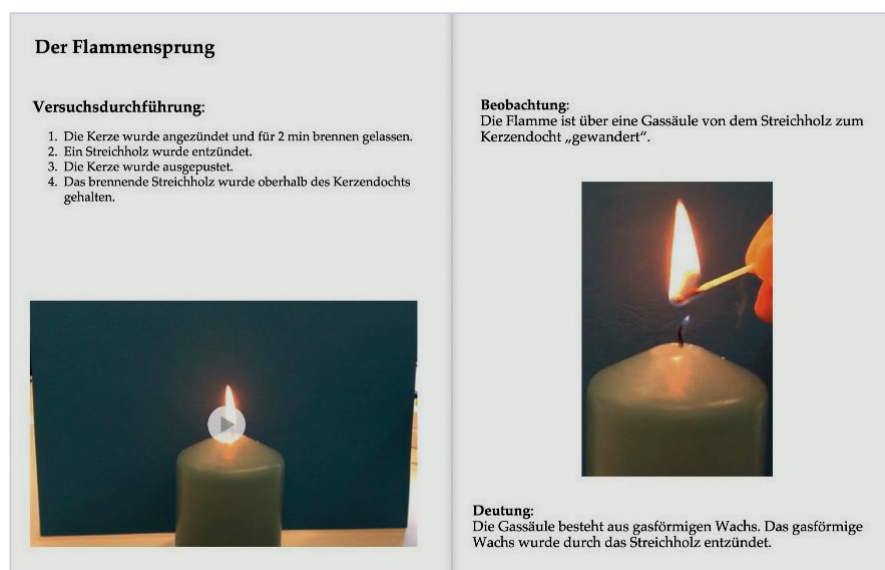 Der Flammensprung
Versuchsdurchführung:
1. Die Kerze wurde angezündet und für 2 min brennen gelassen.
2. Ein Streichholz wurde entzündet.
3. Die Kerze wurde ausgepustet.
4. Das brennende Streichholz wurde oberhalb des Kerzendochts
gehalten.
Beobachtung:
Die Flamme ist über eine Gassäule von dem Streichholz zum
Kerzendocht „gewandert“.
Deutung:
Die Gassäule besteht aus gasförmigen Wachs. Das gasförmige
Wachs wurde durch das Streichholz entzündet.